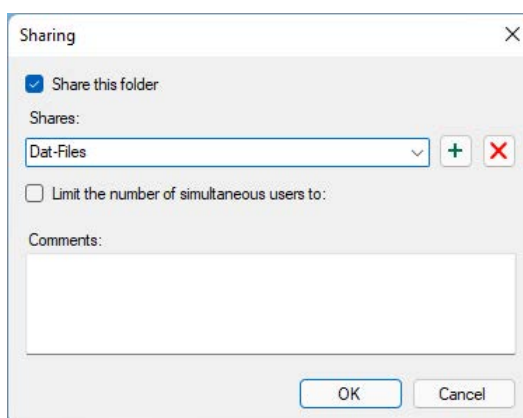 Sharing
Share this folder
Shares:
Dat-Files
Limit the number of simultaneous users to:
Comments:
OK Cancel